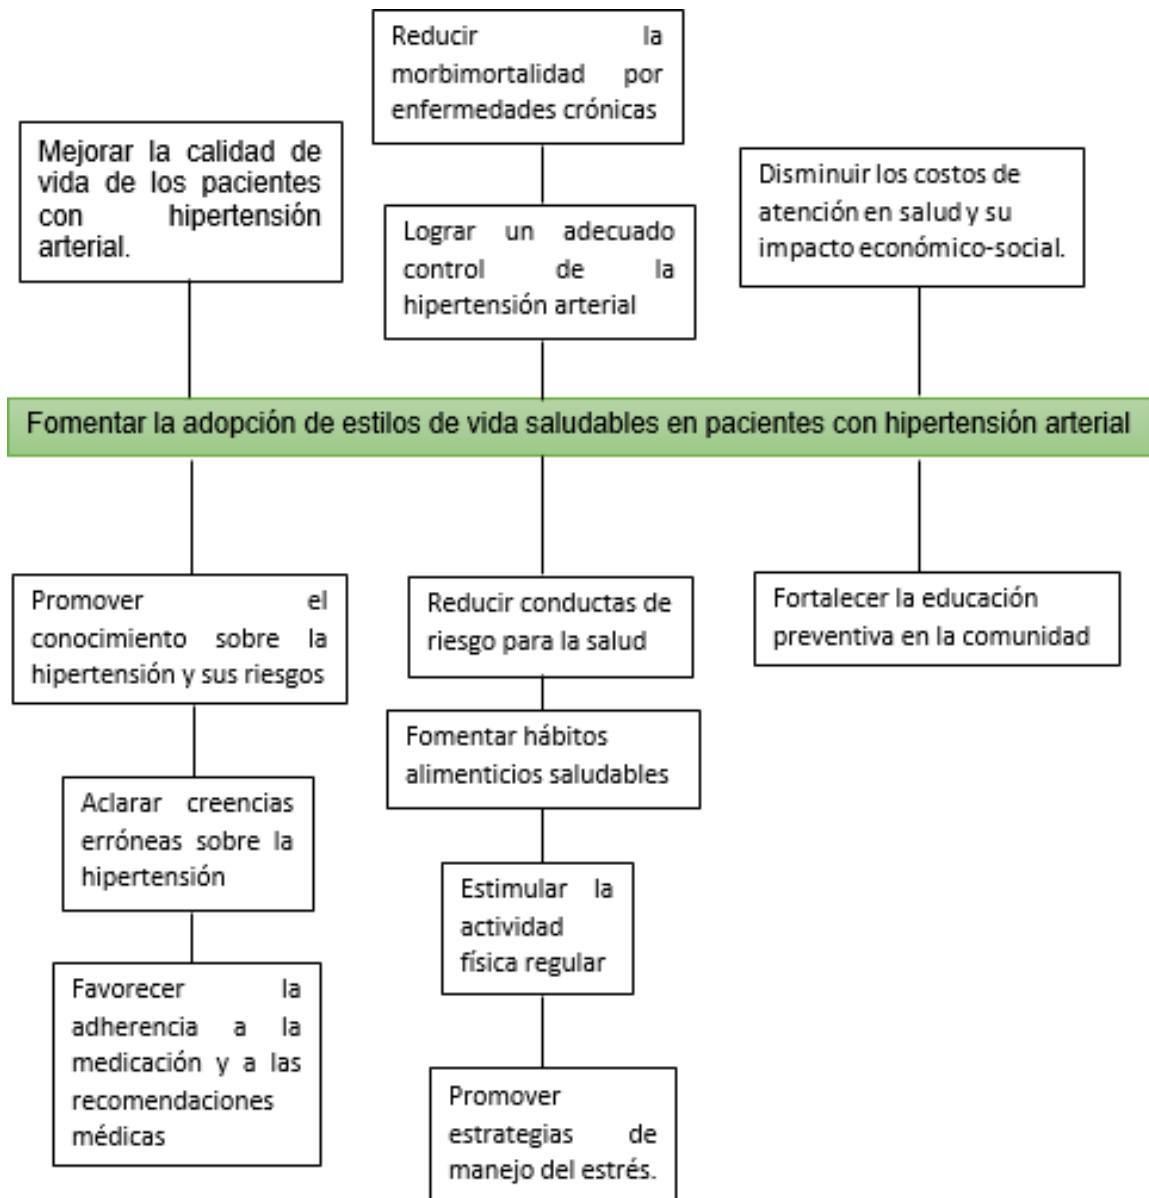 Reducir la
morbimortalidad por
enfermedades crónicas
Mejorar la calidad de
vida de los pacientes
con hipertensión
arterial.
Lograr un adecuado
control de la
hipertensión arterial
Disminuir los costos de
atención en salud y su
impacto económico-social.
Fomentar la adopción de estilos de vida saludables en pacientes con hipertensión arterial
Promover el
conocimiento sobre la
hipertensión y sus riesgos
Aclarar creencias
erróneas sobre la
hipertensión
Favorecer la
adherencia a la
medicación y a las
recomendaciones
médicas
Reducir conductas de
riesgo para la salud
Fomentar hábitos
alimenticios saludables
Estimular la
actividad
física regular
Promover
estrategias de
manejo del estrés.
Fortalecer la educación
preventiva en la comunidad